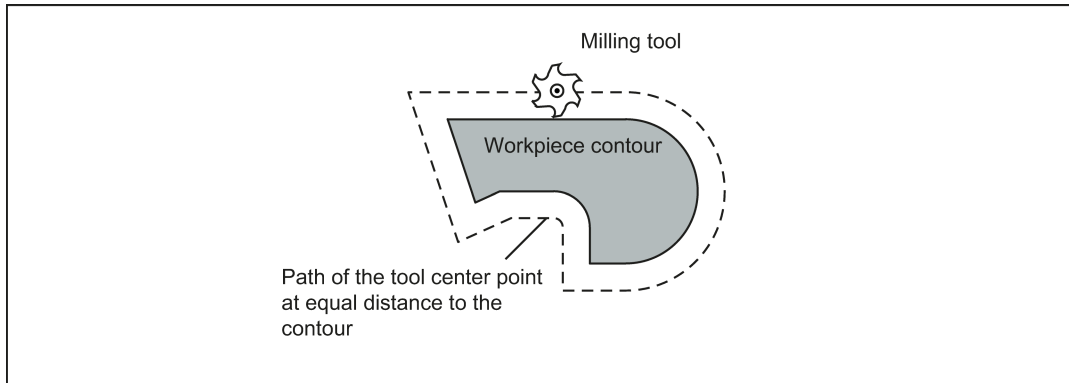 Milling tool
Workpiece contour
Path of the tool center point
at equal distance to the
contour